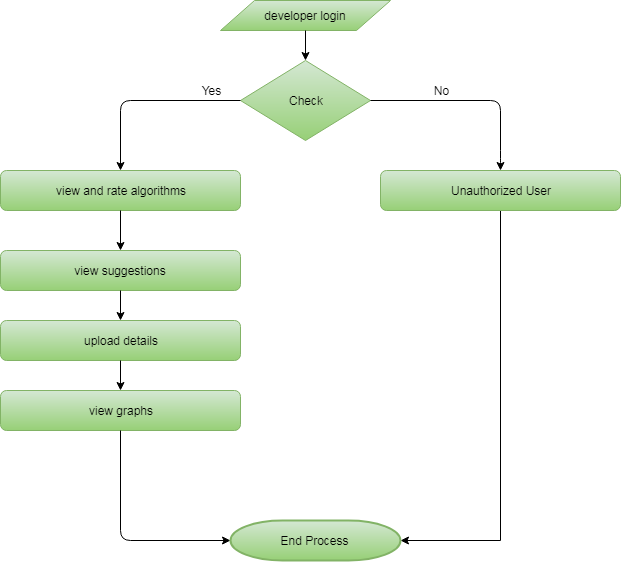 developer login
Check
Yes
No
view and rate algorithms
Unauthorized User
view suggestions
upload details
view graphs
End Process